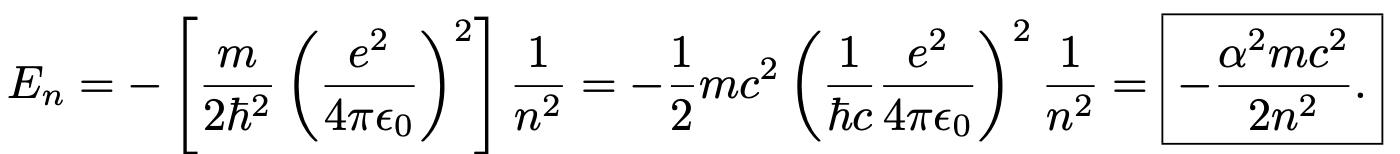 $E_n = -\left[\frac{m}{2\hbar^2}\left(\frac{e^2}{4\pi\epsilon_0}\right)^2\right]\frac{1}{n^2} = -\frac{1}{2}mc^2\left(\frac{1}{\hbar c}\frac{e^2}{4\pi\epsilon_0}\right)^2\frac{1}{n^2} = \boxed{-\frac{\alpha^2 mc^2}{2n^2}.}$